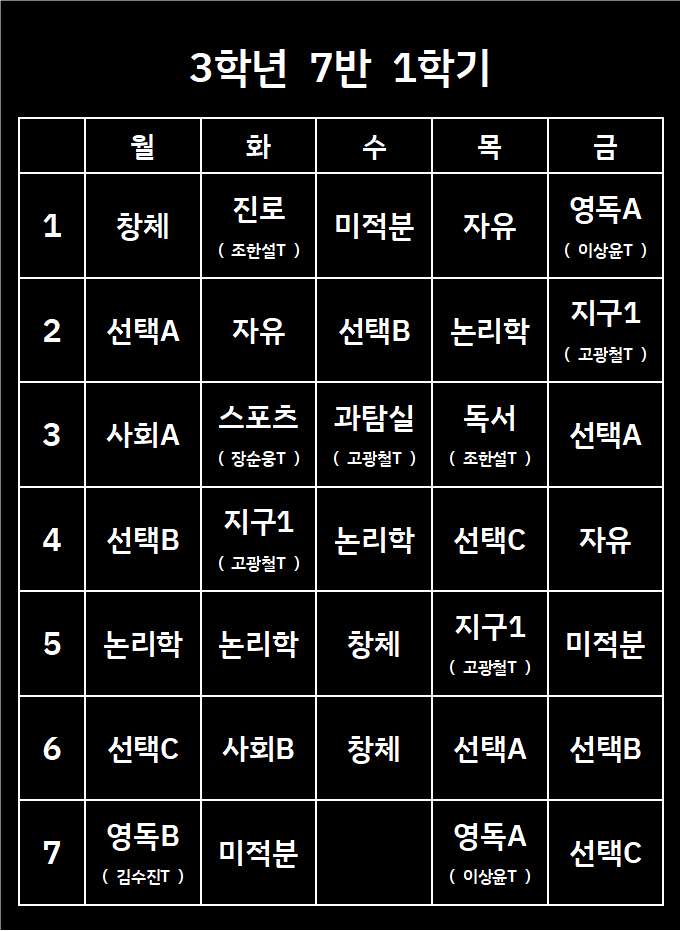 3학년 7반 1학기
월 화 수 목 금
1 창체 진로 미적분 자유 영독A
( 조한설T ) ( 이상윤T )
2 선택A 자유 선택B 논리학 지구1
( 고광철T )
3 사회A 스포츠 과탐실 독서 선택A
( 장순웅T ) ( 고광철T ) ( 조한설T )
4 선택B 지구1 논리학 선택C 자유
( 고광철T )
5 논리학 논리학 창체 지구1 미적분
( 고광철T )
6 선택C 사회B 창체 선택A 선택B
7 영독B 미적분 영독A 선택C
( 김수진T ) ( 이상윤T )